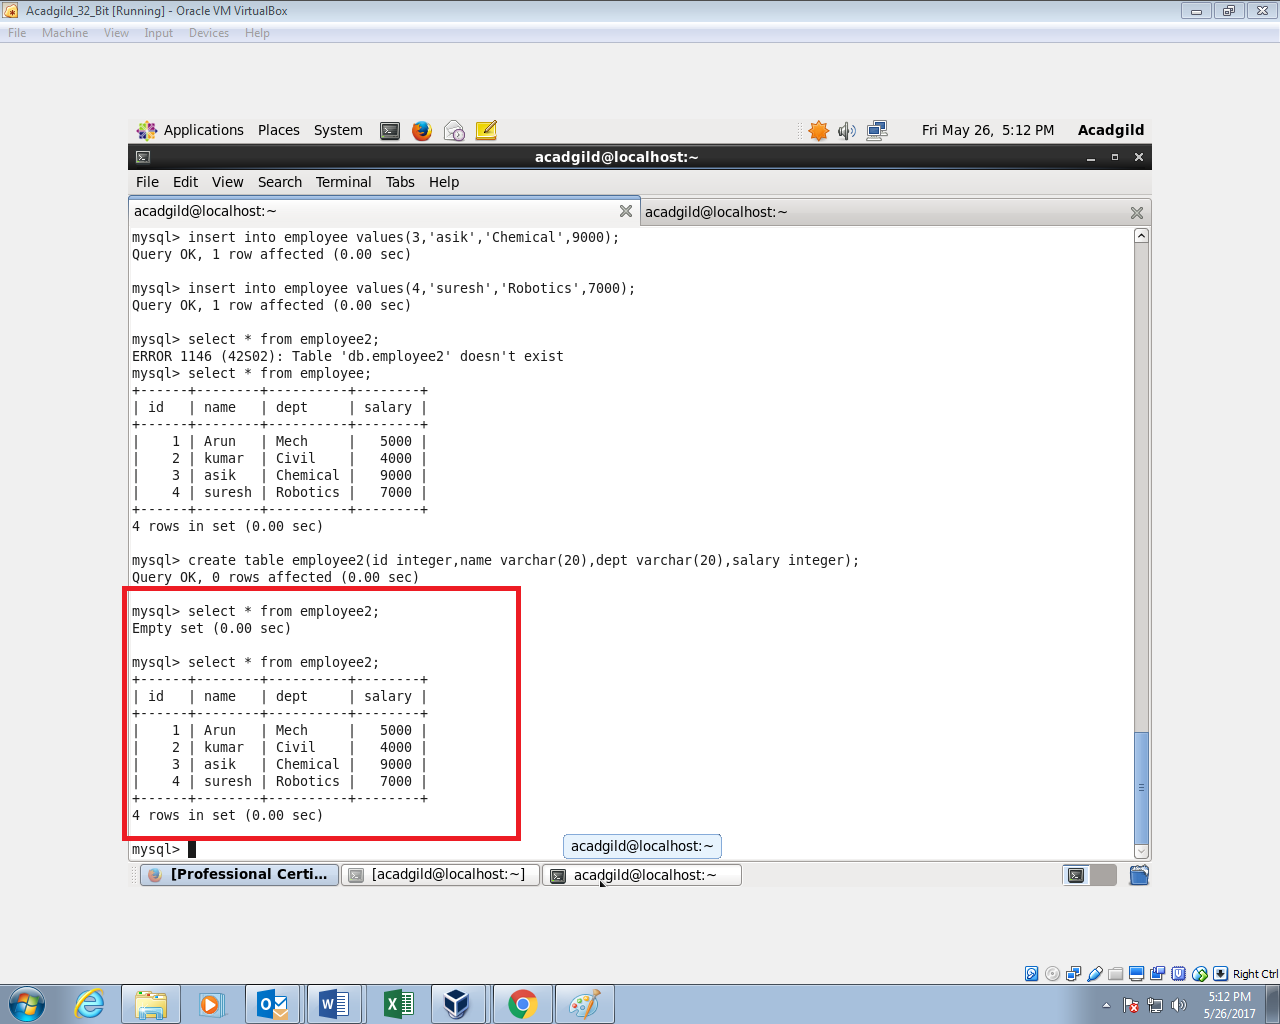 Acadgild_32_Bit [Running] - Oracle VM VirtualBox
File Machine View Input Devices Help
Applications Places System Fri May 26, 5:12 PM Acadgild
acadgild@localhost:~
File Edit View Search Terminal Tabs Help
acadgild@localhost:~ acadgild@localhost:~
mysql> insert into employee values(3,'asik','Chemical',9000);
Query OK, 1 row affected (0.00 sec)
mysql> insert into employee values(4,'suresh','Robotics',7000);
Query OK, 1 row affected (0.00 sec)
mysql> select * from employee2;
ERROR 1146 (42S02): Table 'db.employee2' doesn't exist
mysql> select * from employee;
+------+--------+----------+--------+
| id   | name   | dept     | salary |
+------+--------+----------+--------+
|    1 | Arun   | Mech     |   5000 |
|    2 | kumar  | Civil    |   4000 |
|    3 | asik   | Chemical |   9000 |
|    4 | suresh | Robotics |   7000 |
+------+--------+----------+--------+
4 rows in set (0.00 sec)
mysql> create table employee2(id integer,name varchar(20),dept varchar(20),salary integer);
Query OK, 0 rows affected (0.00 sec)
mysql> select * from employee2;
Empty set (0.00 sec)
mysql> select * from employee2;
+------+--------+----------+--------+
| id   | name   | dept     | salary |
+------+--------+----------+--------+
|    1 | Arun   | Mech     |   5000 |
|    2 | kumar  | Civil    |   4000 |
|    3 | asik   | Chemical |   9000 |
|    4 | suresh | Robotics |   7000 |
+------+--------+----------+--------+
4 rows in set (0.00 sec)
mysql>
acadgild@localhost:~
[Professional Certi... [acadgild@localhost:~] acadgild@localhost:~
Right Ctrl
5:12 PM
5/26/2017